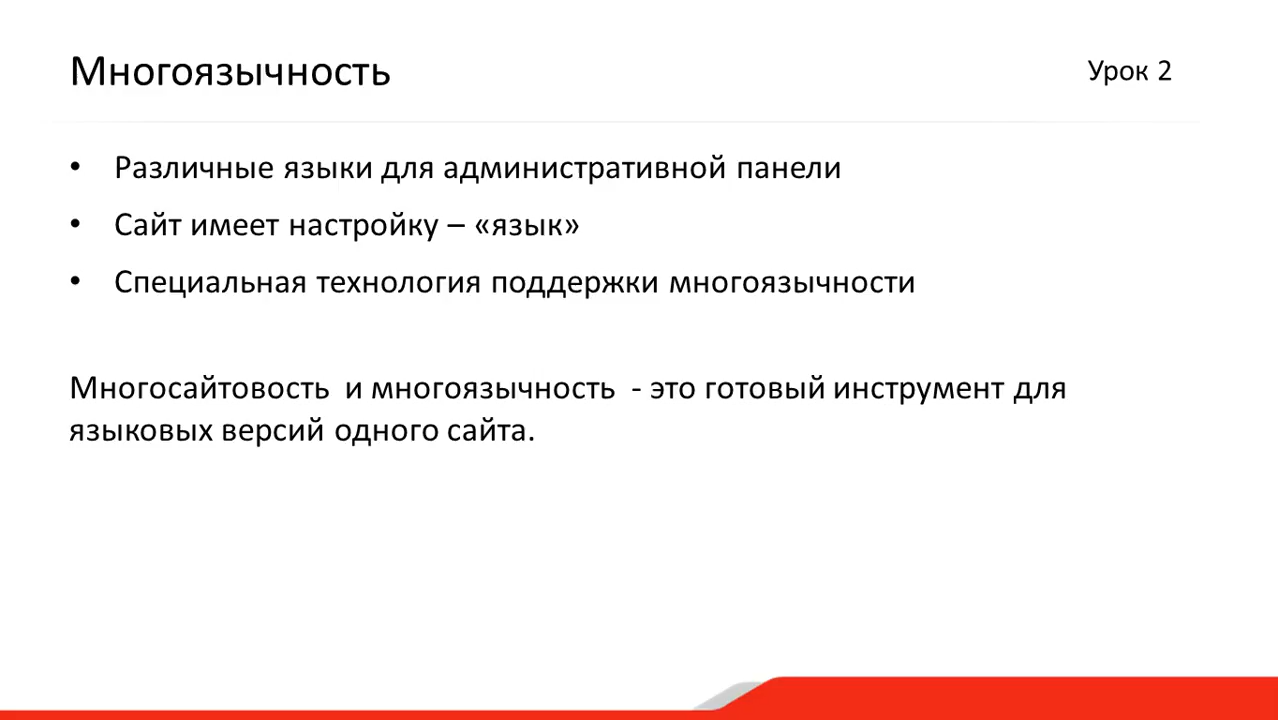 Многоязычность
Урок 2
• Различные языки для административной панели
• Сайт имеет настройку – «язык»
• Специальная технология поддержки многоязычности
Многосайтовость и многоязычность - это готовый инструмент для
языковых версий одного сайта.